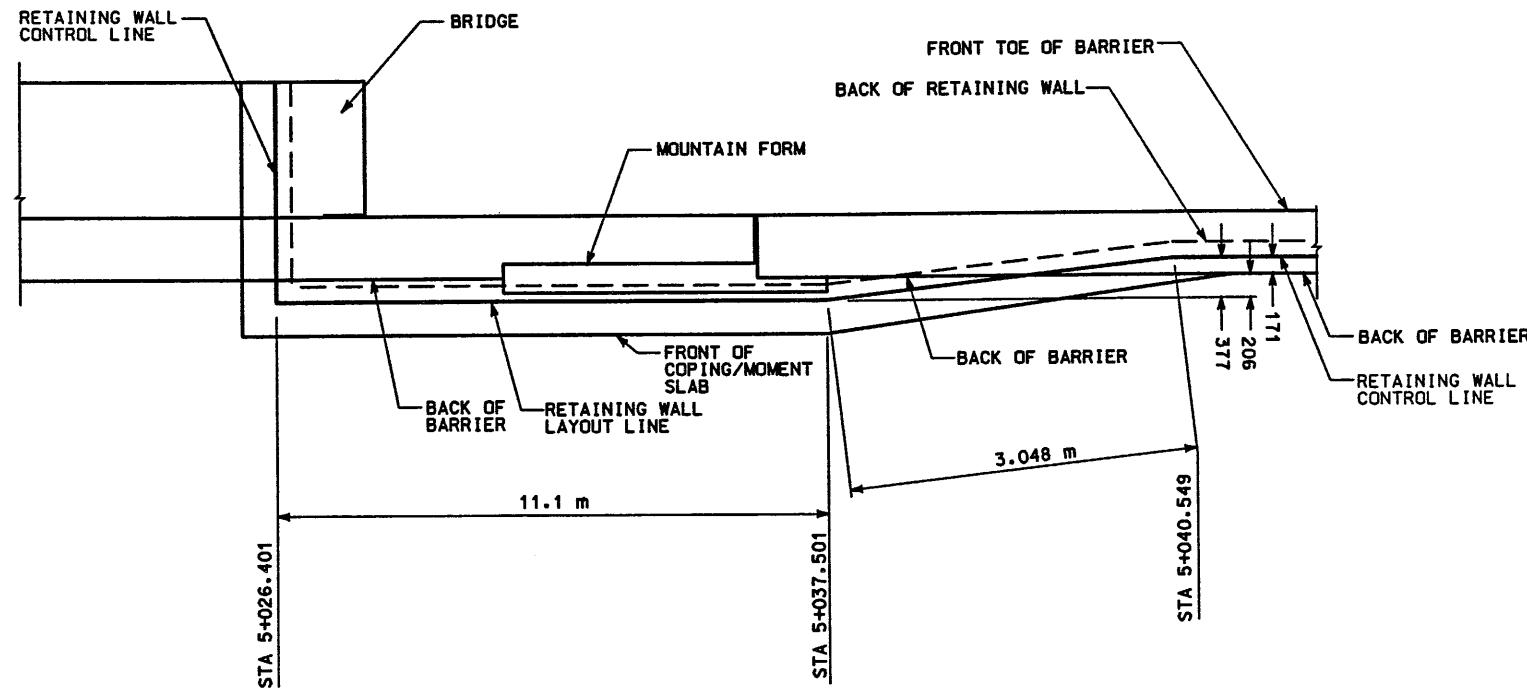 RETAINING WALL
CONTROL LINE
BRIDGE
FRONT TOE OF BARRIER
BACK OF RETAINING WALL
MOUNTAIN FORM
171
206
377
BACK OF BARRIER
RETAINING WALL
CONTROL LINE
BACK OF BARRIER
FRONT OF
COPING/MOMENT
SLAB
BACK OF
BARRIER
RETAINING WALL
LAYOUT LINE
3.048 m
11.1 m
STA 5+026.401
STA 5+037.501
STA 5+040.549